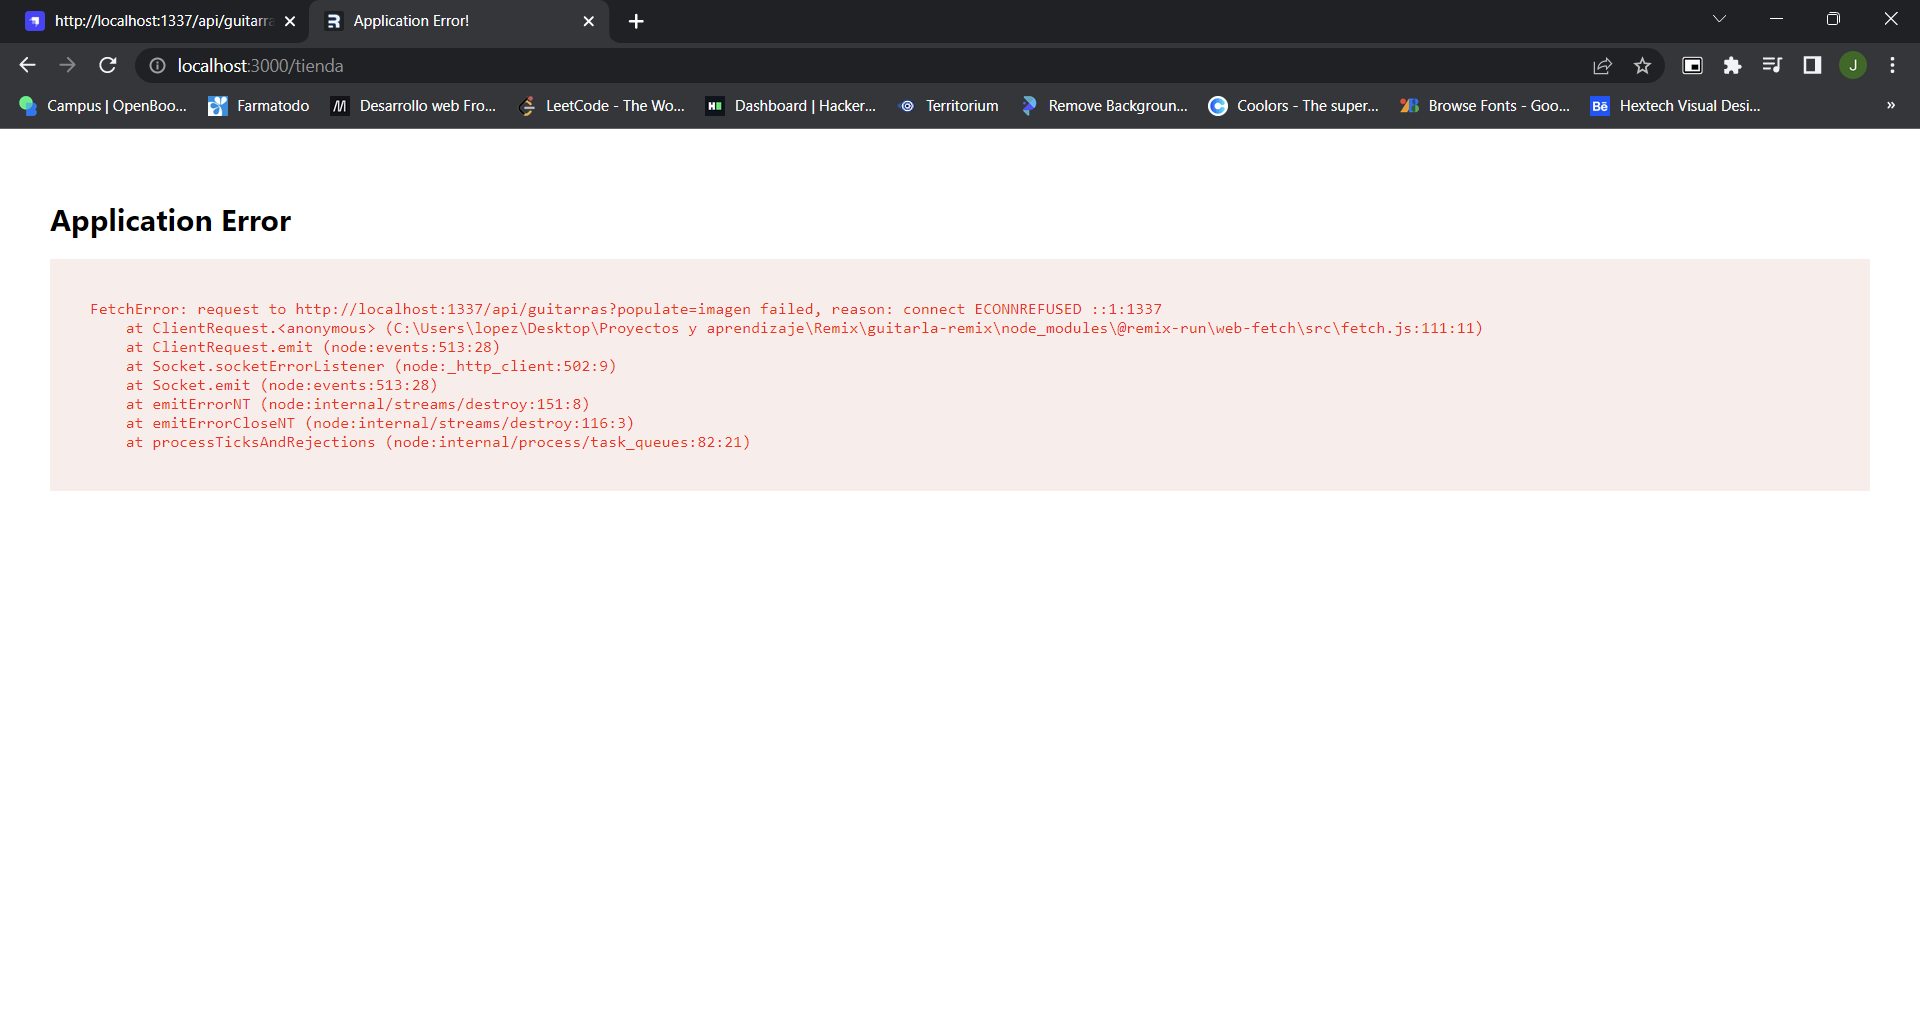 http://localhost:1337/api/guitarra
Application Error!
localhost:3000/tienda
J
Campus | OpenBoo...
Farmatodo
Desarrollo web Fro...
LeetCode - The Wo...
Dashboard | Hacker...
Territorium
Remove Backgroun...
Coolors - The super...
Browse Fonts - Goo...
Bē
Hextech Visual Desi...
»
Application Error
FetchError: request to http://localhost:1337/api/guitarras?populate=imagen failed, reason: connect ECONNREFUSED ::1:1337
at ClientRequest.<anonymous> (C:\Users\lopez\Desktop\Proyectos y aprendizaje\Remix\guitarla-remix\node_modules\@remix-run\web-fetch\src\fetch.js:111:11)
at ClientRequest.emit (node:events:513:28)
at Socket.socketErrorListener (node:_http_client:502:9)
at Socket.emit (node:events:513:28)
at emitErrorNT (node:internal/streams/destroy:151:8)
at emitErrorCloseNT (node:internal/streams/destroy:116:3)
at processTicksAndRejections (node:internal/process/task_queues:82:21)